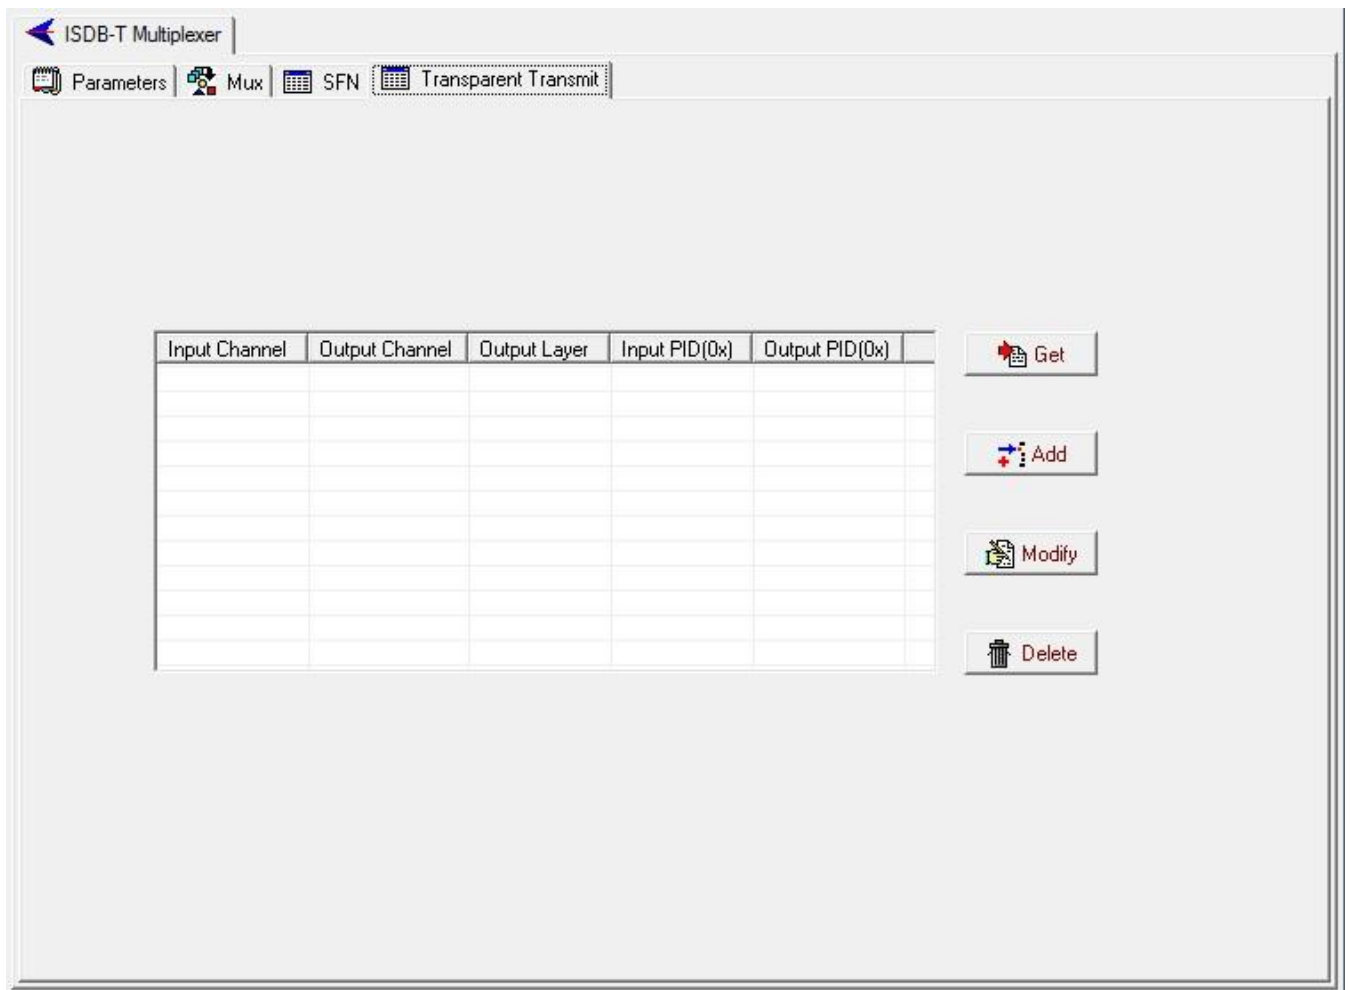 ISDB-T Multiplexer
Parameters Mux SFN Transparent Transmit
Input Channel Output Channel Output Layer Input PID(0x) Output PID(0x)
Get
Add
Modify
Delete